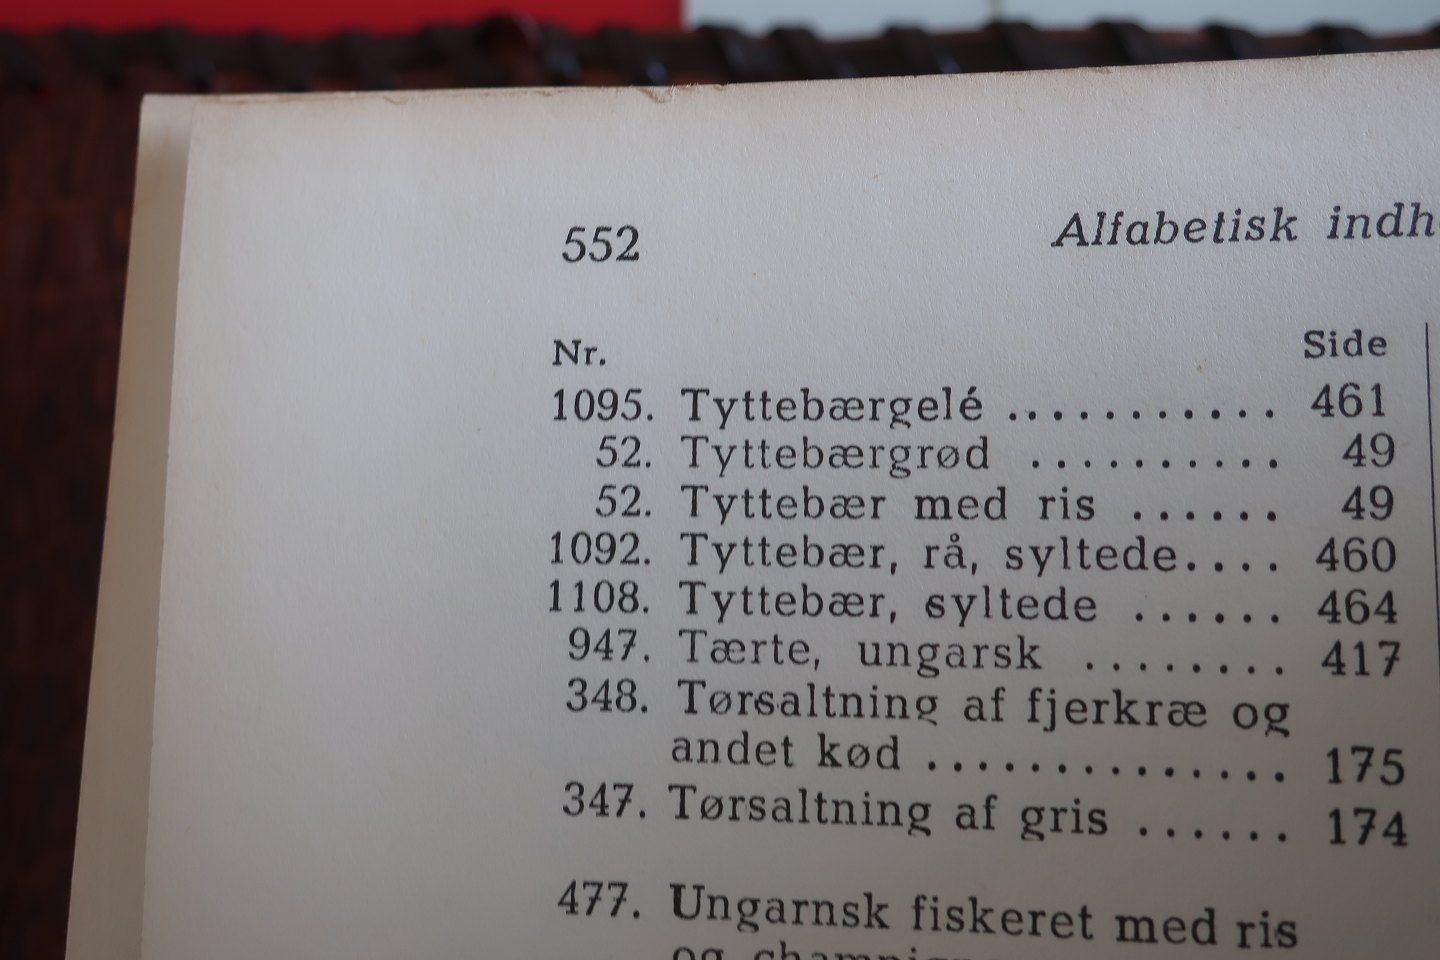 552 Alfabetisk
Nr. Side
1095. Tyttebærgelé ........... 461
52. Tyttebærgrød .......... 49
52. Tyttebær med ris ...... 49
1092. Tyttebær, rå, syltede.... 460
1108. Tyttebær, syltede ...... 464
947. Tærte, ungarsk ........ 417
348. Tørsaltning af fjerkræ og
andet kød .............. 175
347. Tørsaltning af gris ...... 174
477. Ungarnsk fiskeret med ris
og